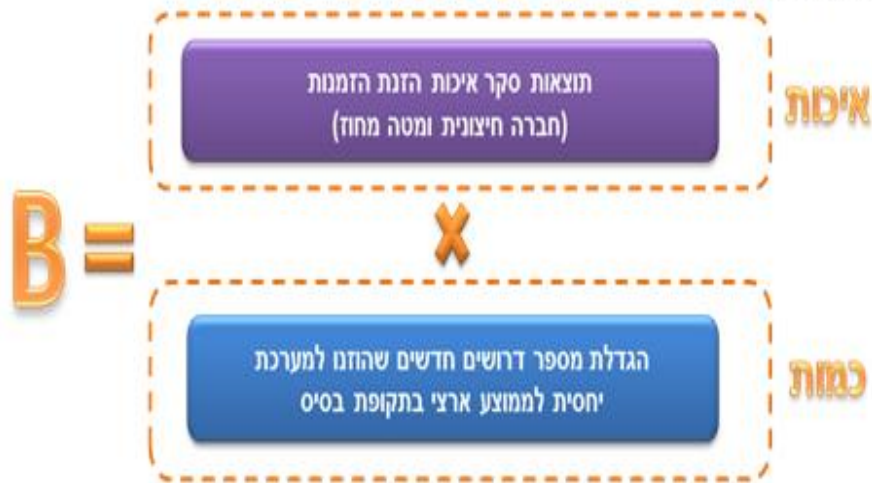 תוצאות סקר איכות הזנת הזמנות
(חברה חיצונית ומטה מחוז)
איכות
B=
X
הגדלת מספר דרושים חדשים שהוזנו למערכת
יחסית לממוצע ארצי בתקופת בסיס
כמות